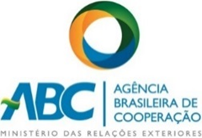 ABC
AGÊNCIA
BRASILEIRA DE
COOPERAÇÃO
MINISTÉRIO DAS RELAÇÕES EXTERIORES